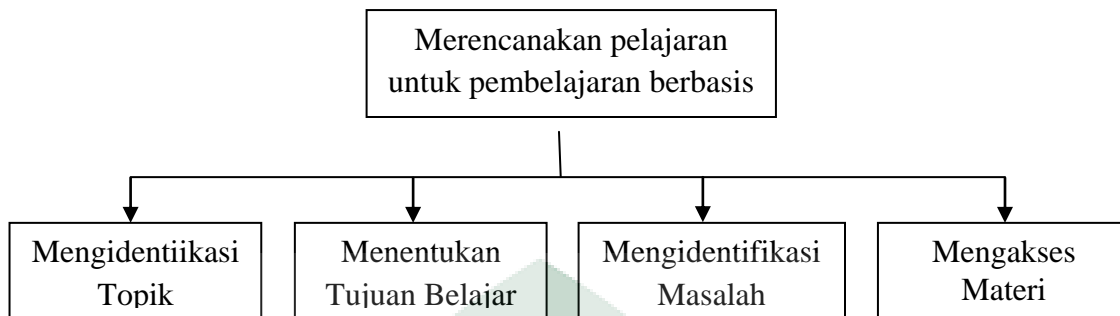 Merencanakan pelajaran
untuk pembelajaran berbasis
Mengidentiikasi
Topik
Menentukan
Tujuan Belajar
Mengidentifikasi
Masalah
Mengakses
Materi